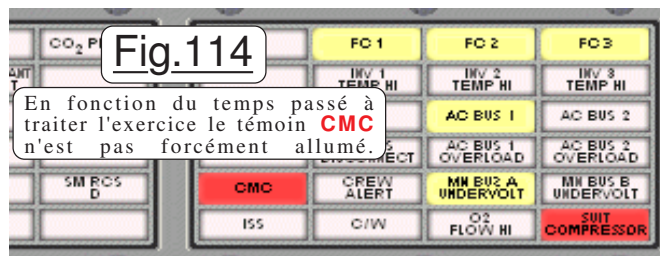 CO2 P
Fig.114
FC 1
FC 2
FC 3
ANT
T
INV 1
TEMP HI
INV 2
TEMP HI
INV 3
TEMP HI
En fonction du temps passé à
traiter l'exercice le témoin CMC
n'est pas forcément allumé.
AC BUS 1
AC BUS 2
AC BUS 1
OVERLOAD
AC BUS 2
OVERLOAD
SM RCS
D
CMC
CREW
ALERT
MN BUS A
UNDERVOLT
MN BUS B
UNDERVOLT
ISS
C/W
O2
FLOW HI
SUIT
COMPRESSOR